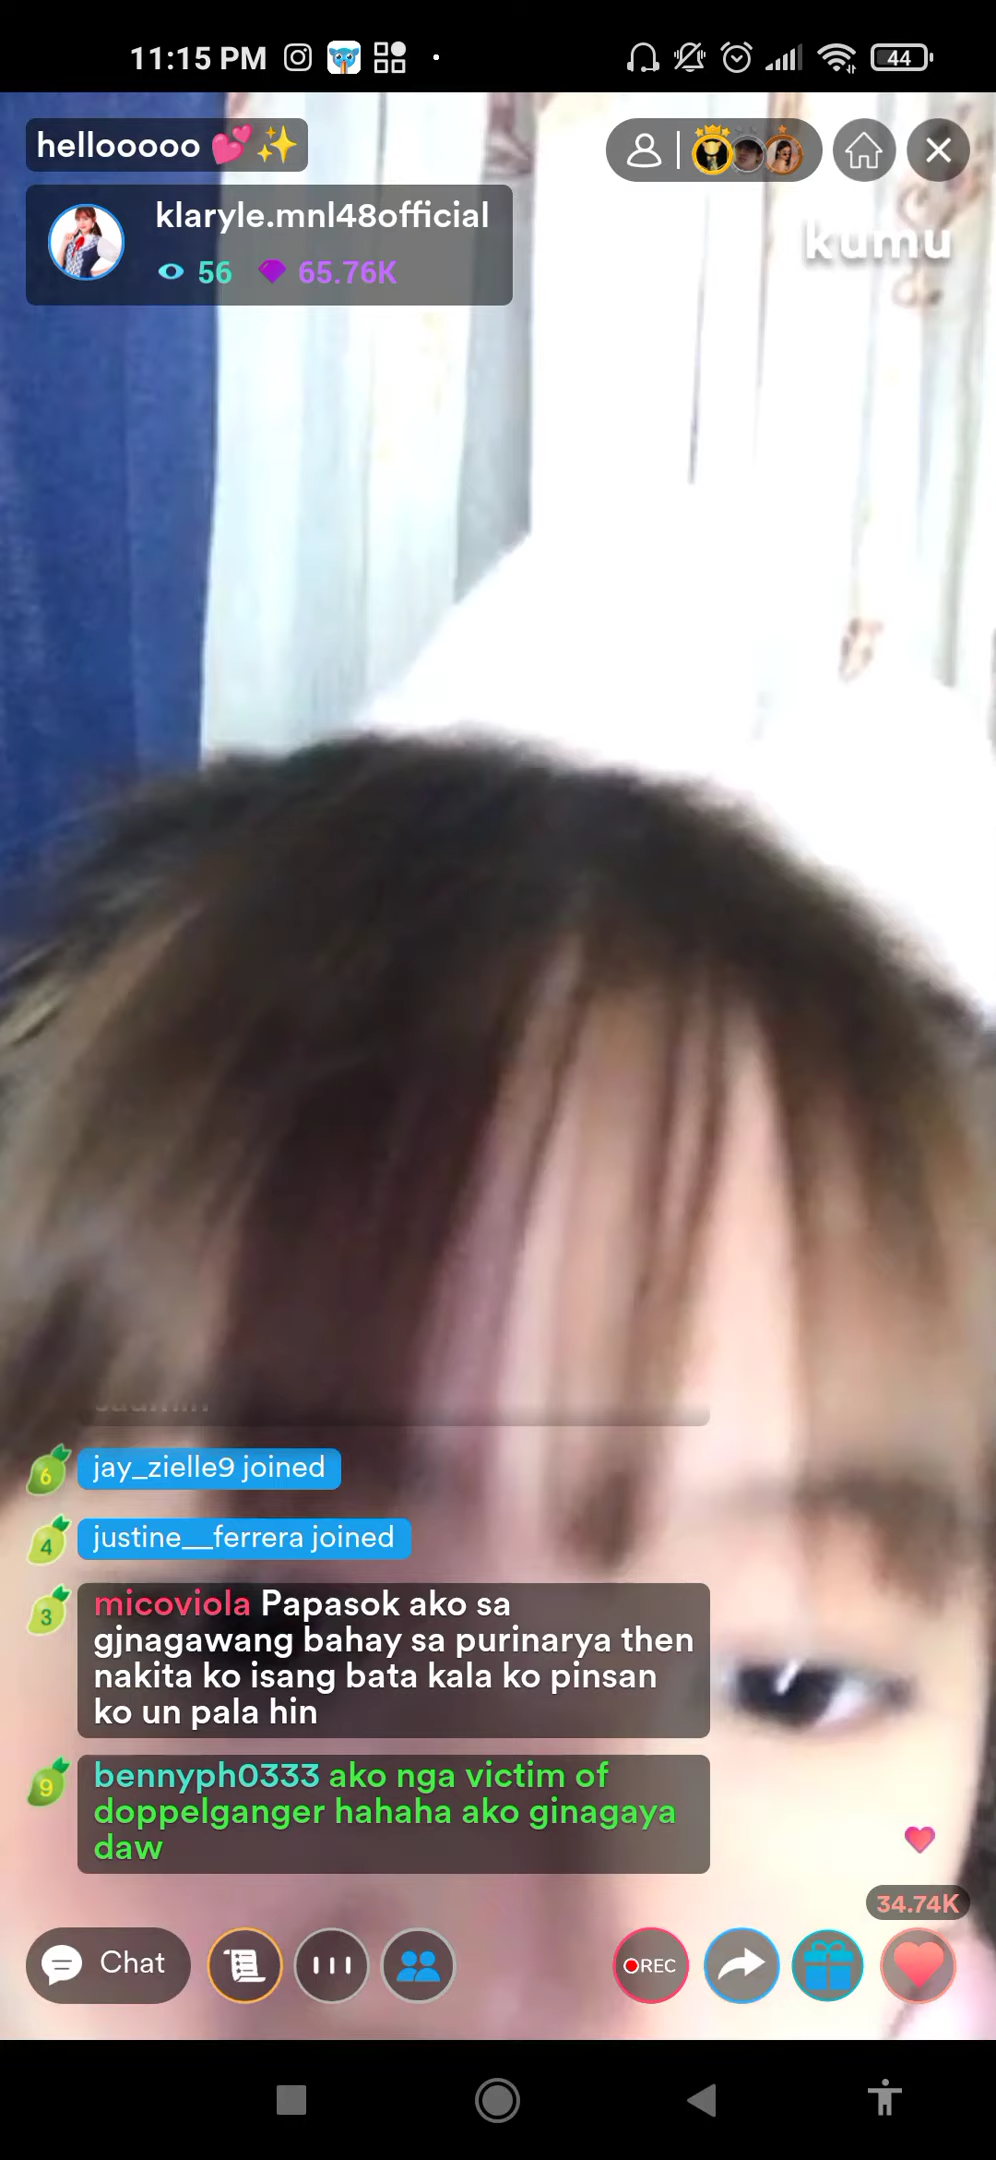 11:15 PM
44
hellooooo 💕✨
klaryle.mnl48official
56 65.76K
kumu
6 jay_zielle9 joined
4 justine__ferrera joined
3 micoviola Papasok ako sa
gjnagawang bahay sa purinarya then
nakita ko isang bata kala ko pinsan
ko un pala hin
9 bennyph0333 ako nga victim of
doppelganger hahaha ako ginagaya
daw
34.74K
Chat
REC